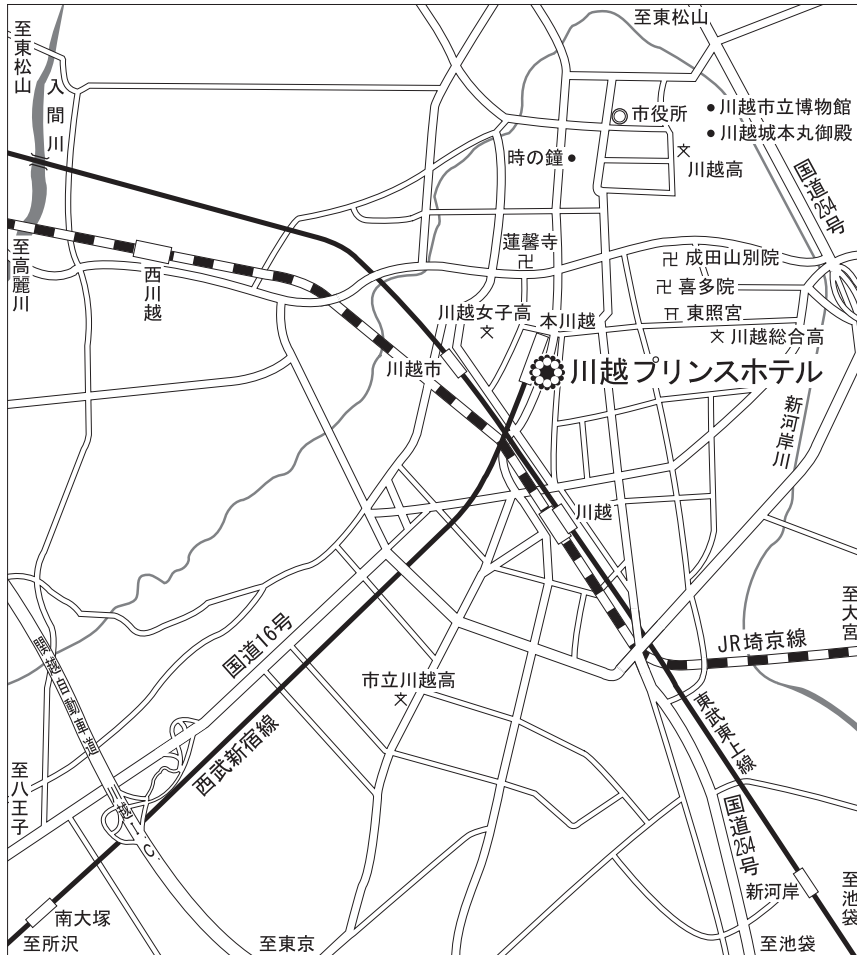 至東松山
至東松山
入間川
市役所
川越市立博物館
川越城本丸御殿
時の鐘
川越高
国道254号
蓮馨寺
成田山別院
喜多院
東照宮
川越総合高
至高麗川
西川越
川越女子高
本川越
川越市
川越プリンスホテル
新河岸川
川越
至大宮
JR埼京線
国道16号
関越自動車道
市立川越高
西武新宿線
東武東上線
至八王子
川越I.C.
国道254号
新河岸
至池袋
南大塚
至所沢
至東京
至池袋